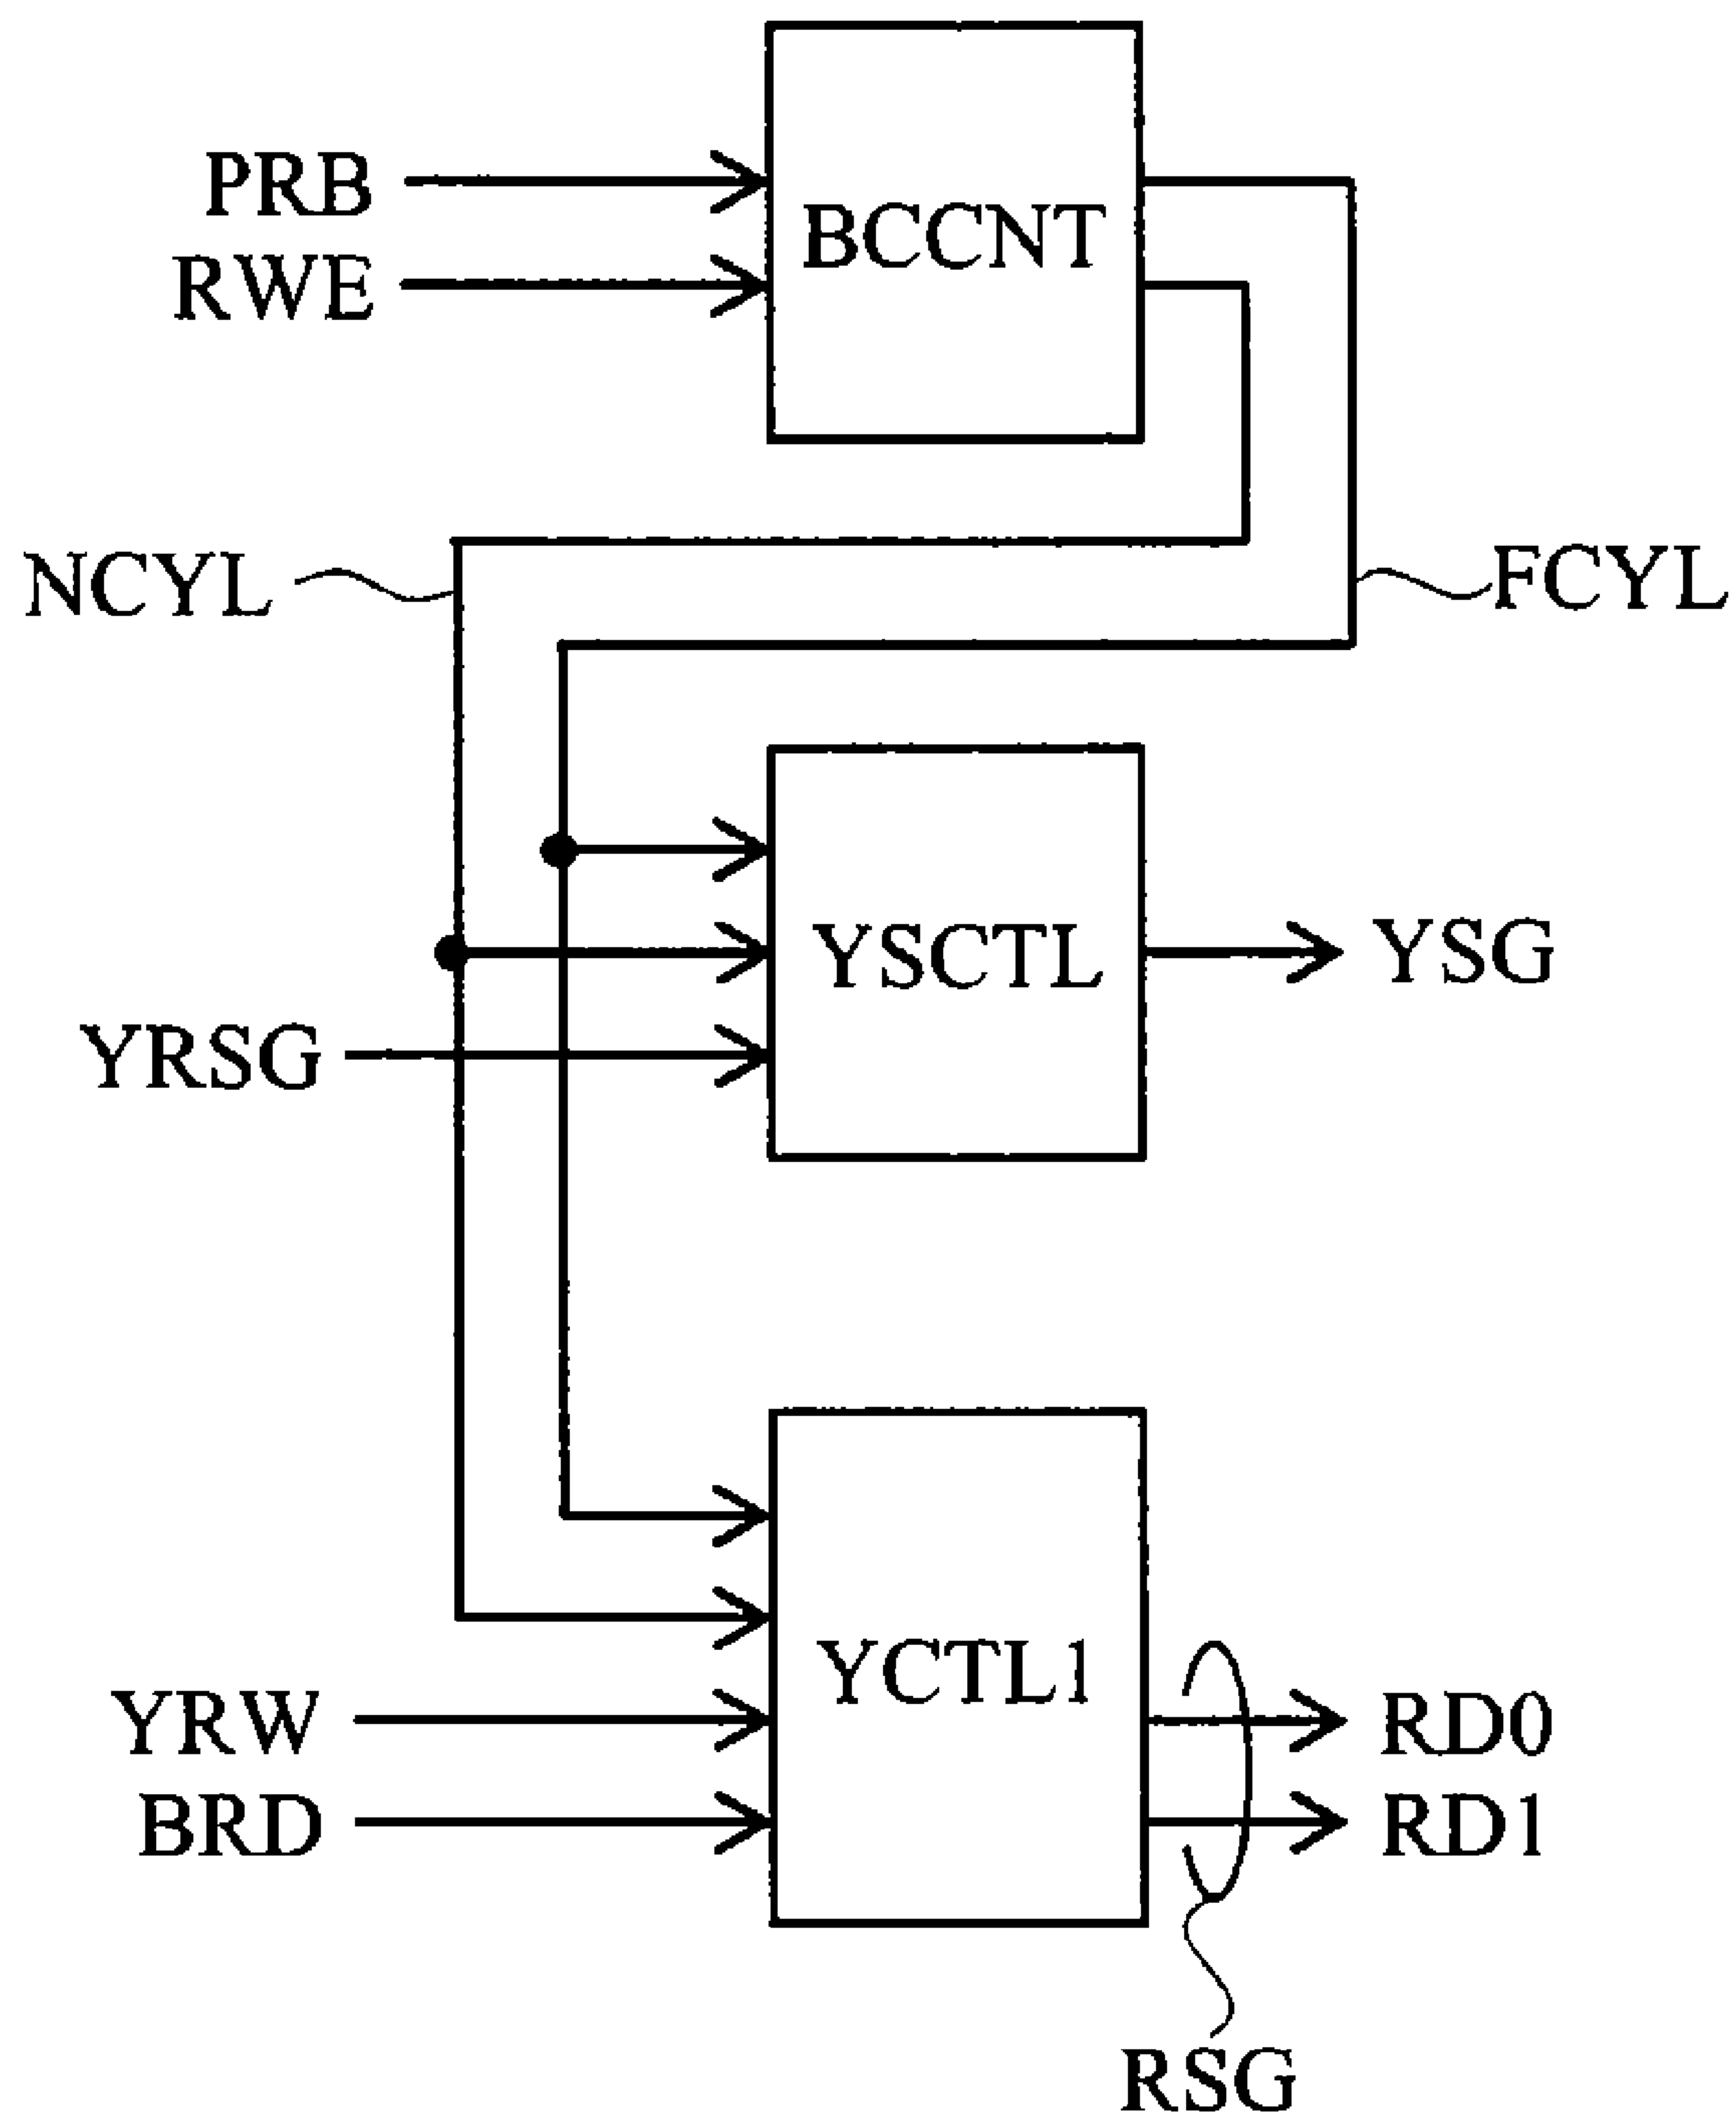 PRB
BCCNT
RWE
NCYL
FCYL
YSCTL
YSG
YRSG
YCTL1
YRW
RD0
BRD
RD1
RSG